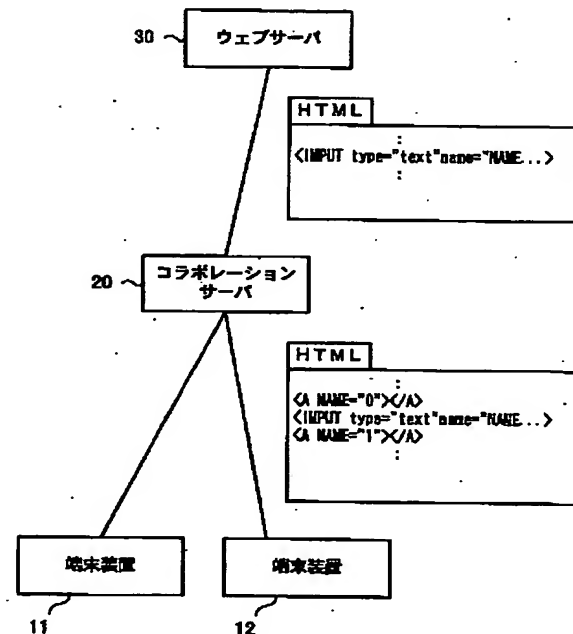 30
ウェブサーバ
HTML
:
<IMPUT type="text"name="NAME...>
:
20
コラボレーション
サーバ
HTML
:
<A NAME="0"></A>
<IMPUT type="text"name="NAME...>
<A NAME="1"></A>
:
端末装置
端末装置
11
12